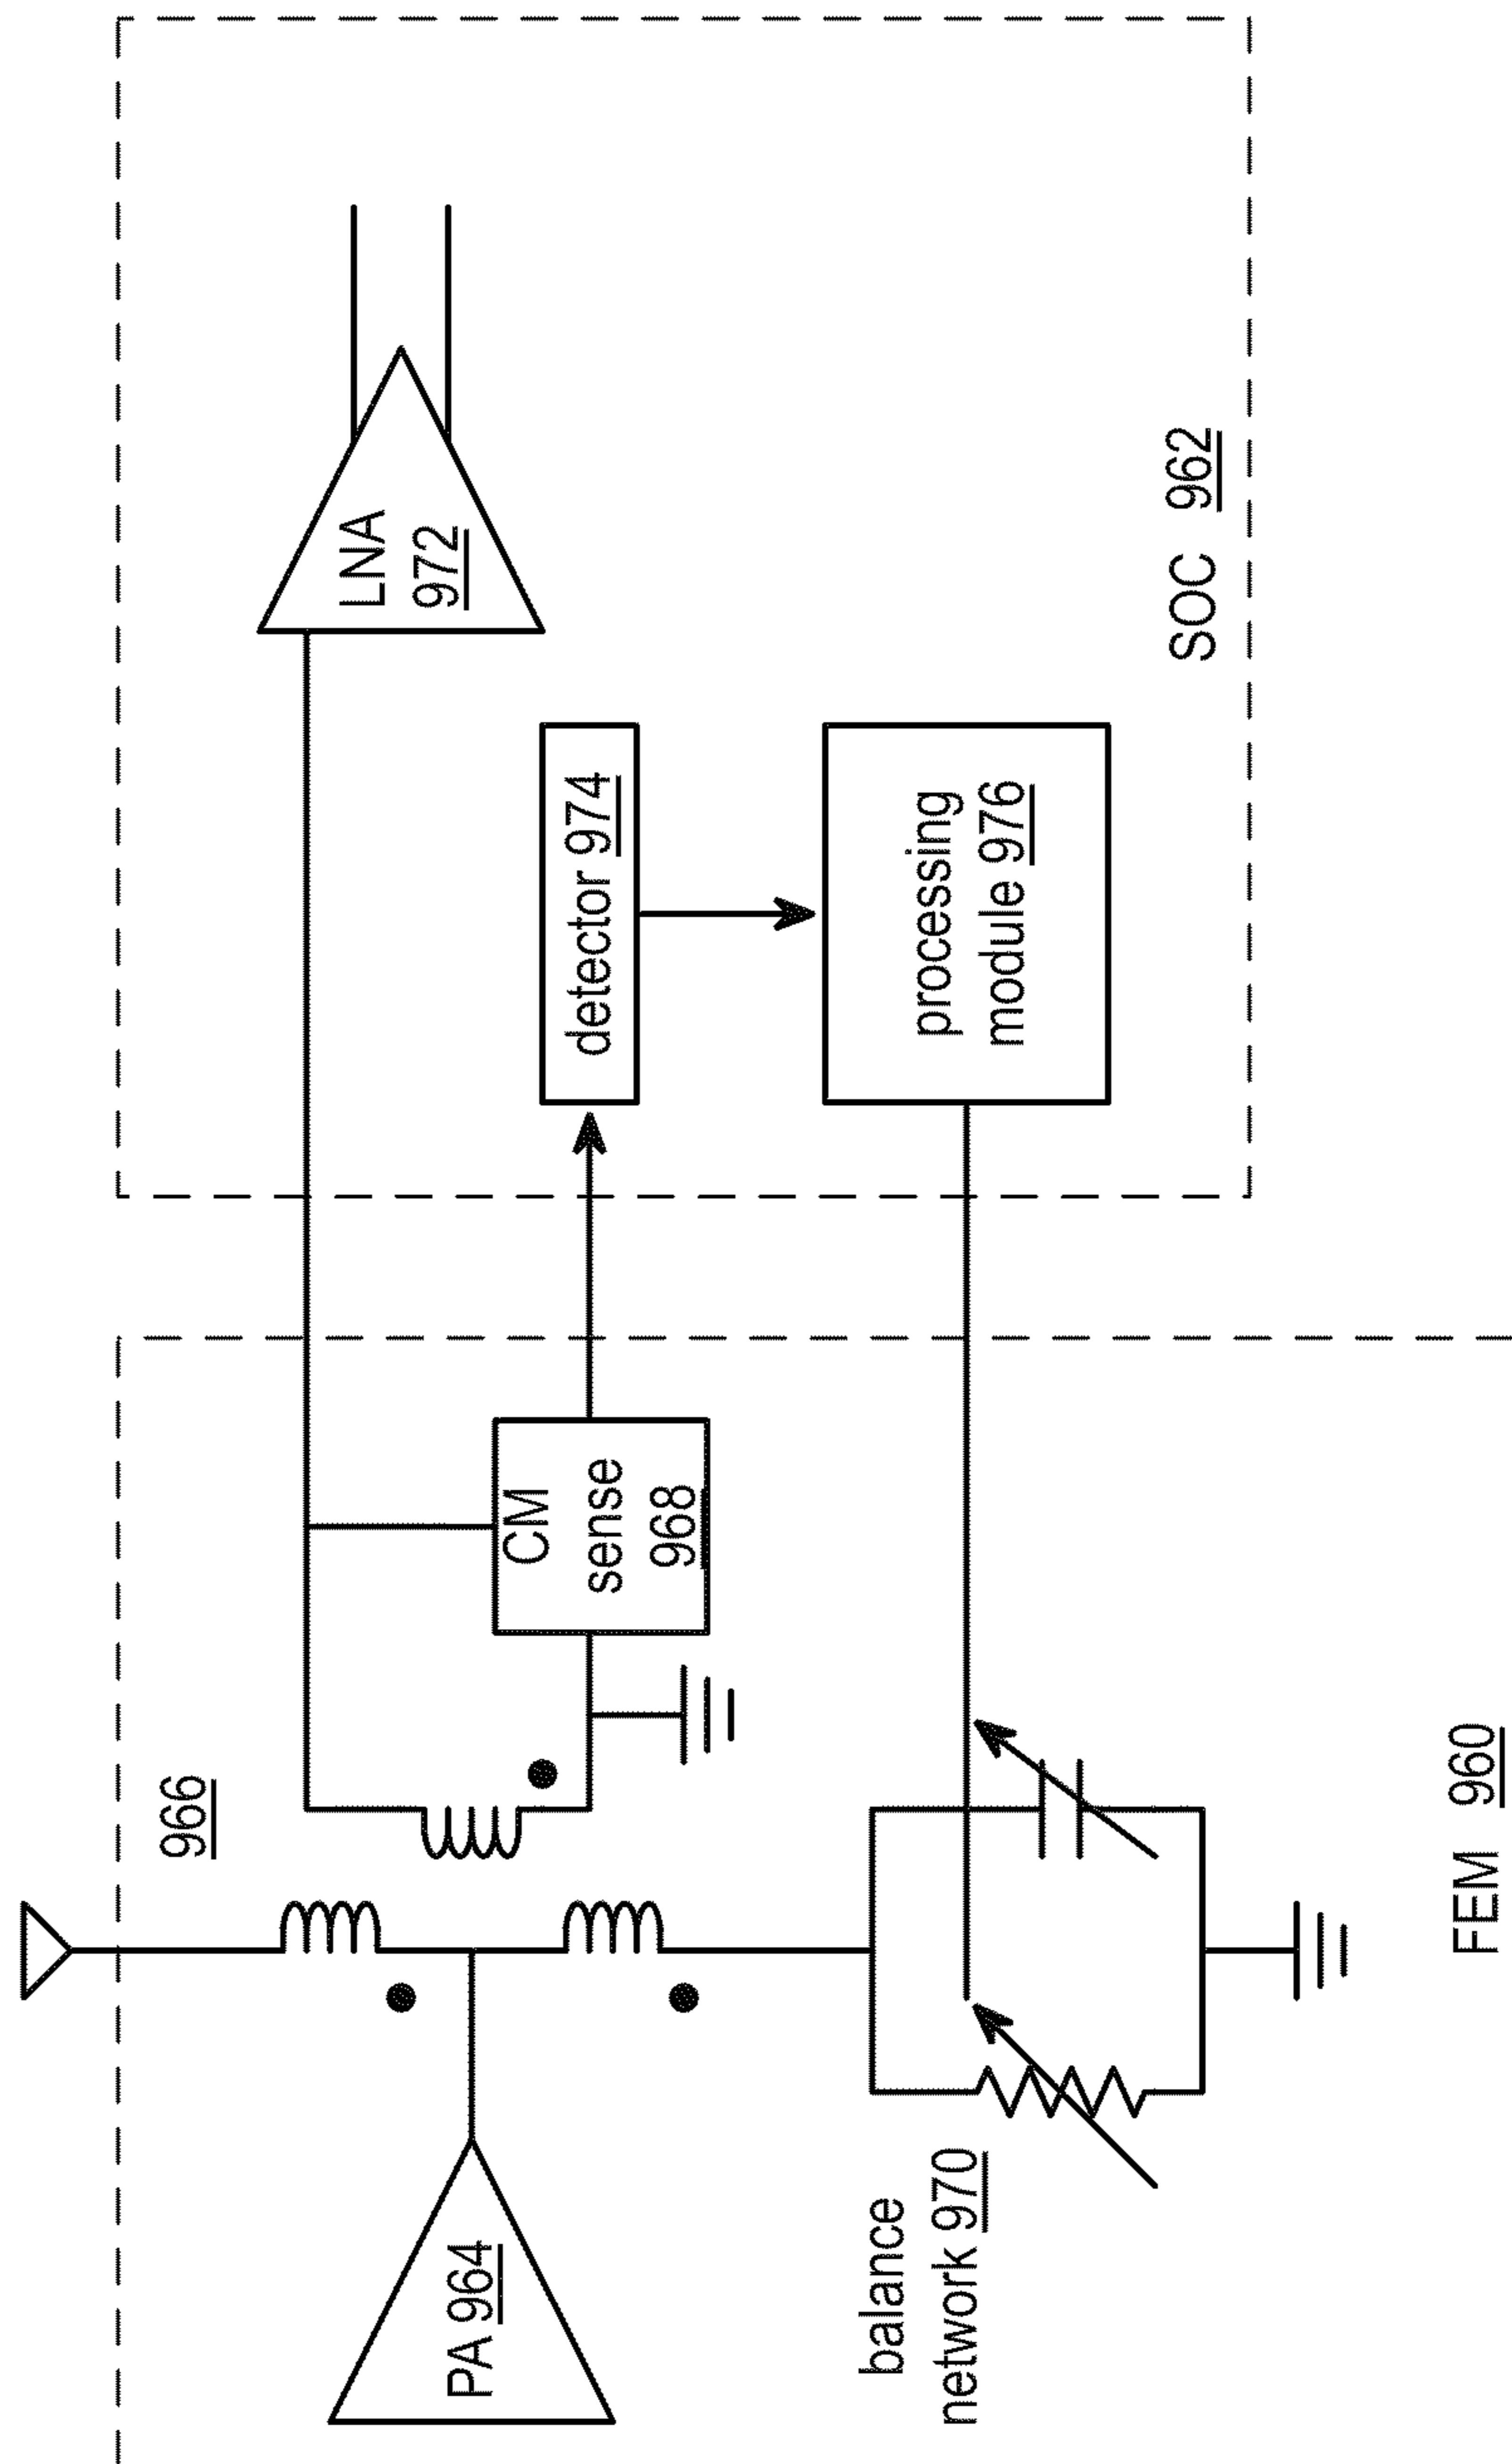 966
PA 964
CM
sense
968
LNA
972
detector 974
balance
network 970
processing
module 976
FEM 960
SOC 962